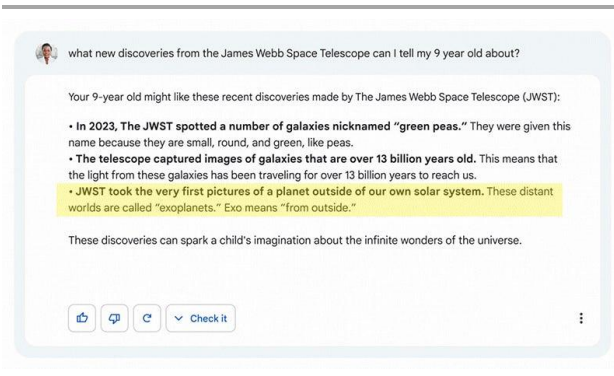 what new discoveries from the James Webb Space Telescope can I tell my 9 year old about?
Your 9-year old might like these recent discoveries made by The James Webb Space Telescope (JWST):
• In 2023, The JWST spotted a number of galaxies nicknamed “green peas.” They were given this
name because they are small, round, and green, like peas.
• The telescope captured images of galaxies that are over 13 billion years old. This means that
the light from these galaxies has been traveling for over 13 billion years to reach us.
• JWST took the very first pictures of a planet outside of our own solar system. These distant
worlds are called “exoplanets.” Exo means “from outside.”
These discoveries can spark a child's imagination about the infinite wonders of the universe.
Check it